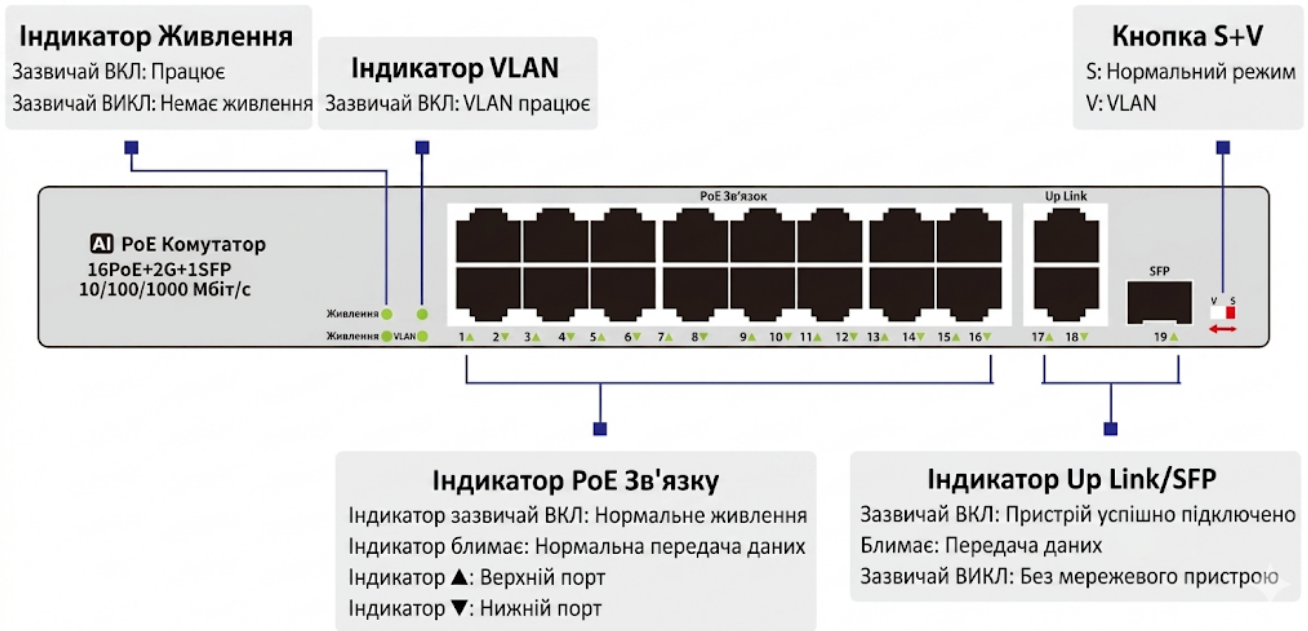 Індикатор Живлення
Зазвичай ВКЛ: Працює
Зазвичай ВИКЛ: Немає живлення
Індикатор VLAN
Зазвичай ВКЛ: VLAN працює
Кнопка S+V
S: Нормальний режим
V: VLAN
PoE Зв'язок
Up Link
AI PoE Комутатор
16PoE+2G+1SFP
10/100/1000 Мбіт/с
SFP
V S
Живлення
Живлення VLAN
1▲ 2▼ 3▲ 4▼ 5▲ 6▼ 7▲ 8▼ 9▲ 10▼ 11▲ 12▼ 13▲ 14▼ 15▲ 16▼ 17▲ 18▼ 19▲
Індикатор PoE Зв'язку
Індикатор зазвичай ВКЛ: Нормальне живлення
Індикатор блимає: Нормальна передача даних
Індикатор ▲: Верхній порт
Індикатор ▼: Нижній порт
Індикатор Up Link/SFP
Зазвичай ВКЛ: Пристрій успішно підключено
Блимає: Передача даних
Зазвичай ВИКЛ: Без мережевого пристрою